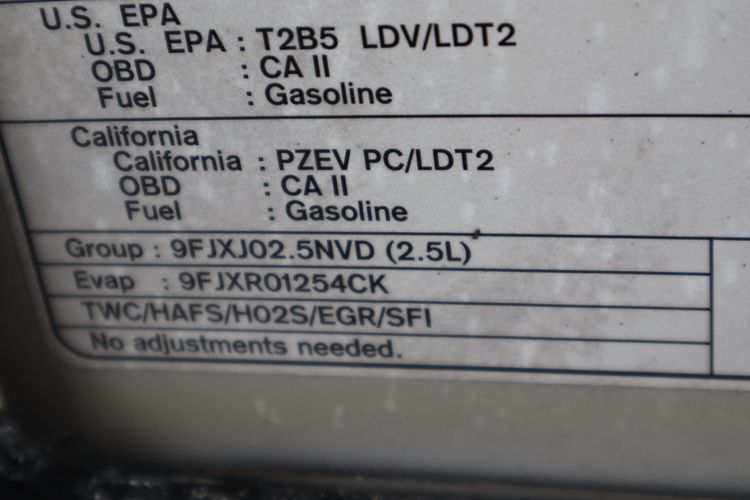 U.S. EPA
U.S. EPA : T2B5 LDV/LDT2
OBD : CA II
Fuel : Gasoline
California
California : PZEV PC/LDT2
OBD : CA II
Fuel : Gasoline
Group : 9FJXJ02.5NVD (2.5L)
Evap : 9FJXR01254CK
TWC/HAFS/HO2S/EGR/SFI
No adjustments needed.